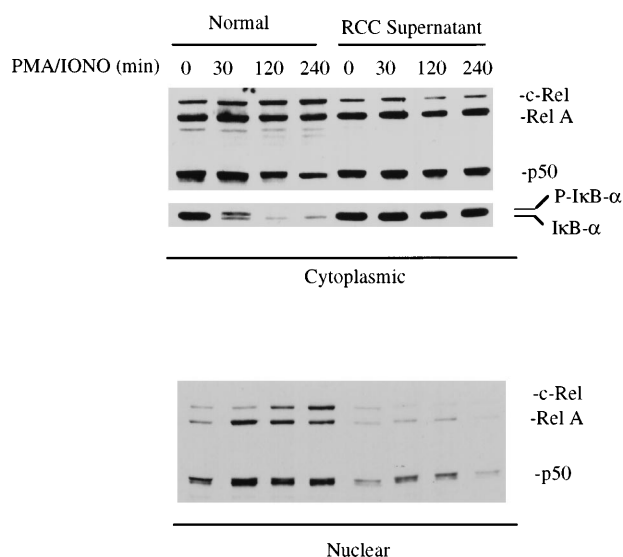 Normal RCC Supernatant
PMA/IONO (min) 0 30 120 240 0 30 120 240
-c-Rel
-Rel A
-p50
P-IκB-α
IκB-α
Cytoplasmic
-c-Rel
-Rel A
-p50
Nuclear